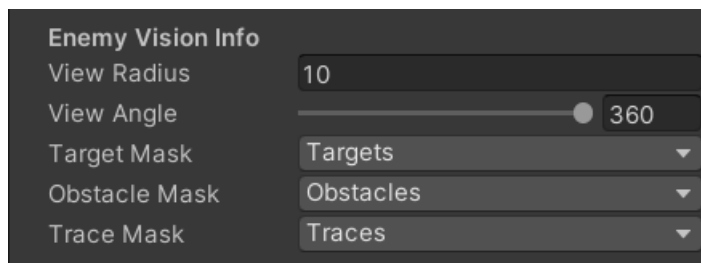 Enemy Vision Info
View Radius 10
View Angle 360
Target Mask Targets
Obstacle Mask Obstacles
Trace Mask Traces